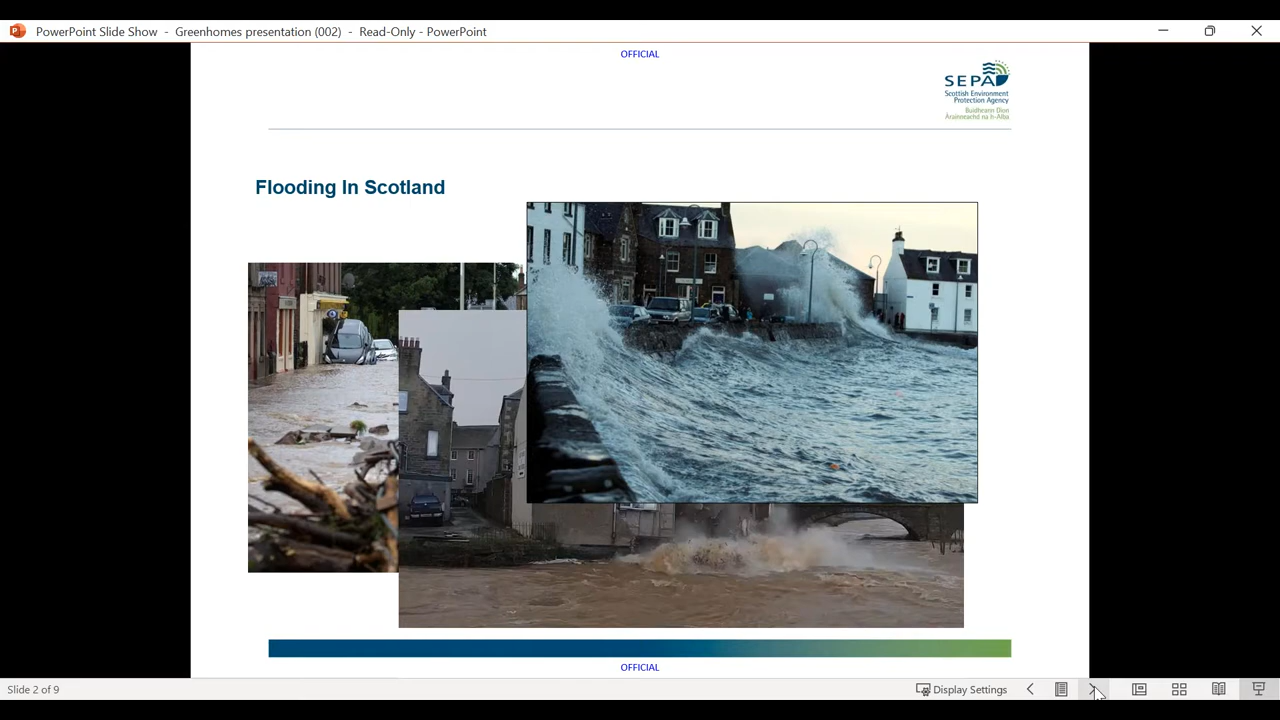 PowerPoint Slide Show - Greenhomes presentation (002) - Read-Only - PowerPoint
OFFICIAL
SEPA
Scottish Environment
Protection Agency
Buidheann Dìon
Àrainneachd na h-Alba
Flooding In Scotland
OFFICIAL
Slide 2 of 9
Display Settings